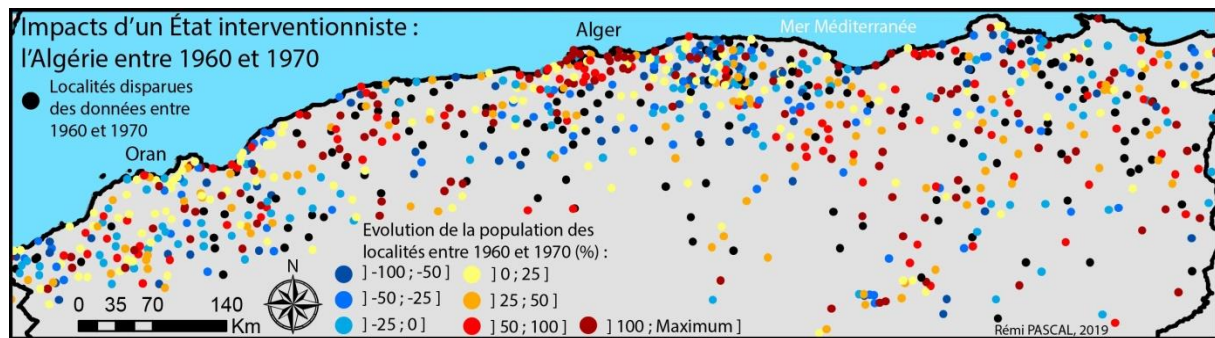 Impacts d'un État interventionniste :
l'Algérie entre 1960 et 1970
Localités disparues
des données entre
1960 et 1970
Alger
Mer Méditerranée
Oran
Evolution de la population des
localités entre 1960 et 1970 (%) :
] -100 ; -50 ]
] 0 ; 25 ]
] -50 ; -25 ]
] 25 ; 50 ]
] -25 ; 0 ]
] 50 ; 100 ]
] 100 ; Maximum ]
N
0 35 70 140
Km
Rémi PASCAL, 2019